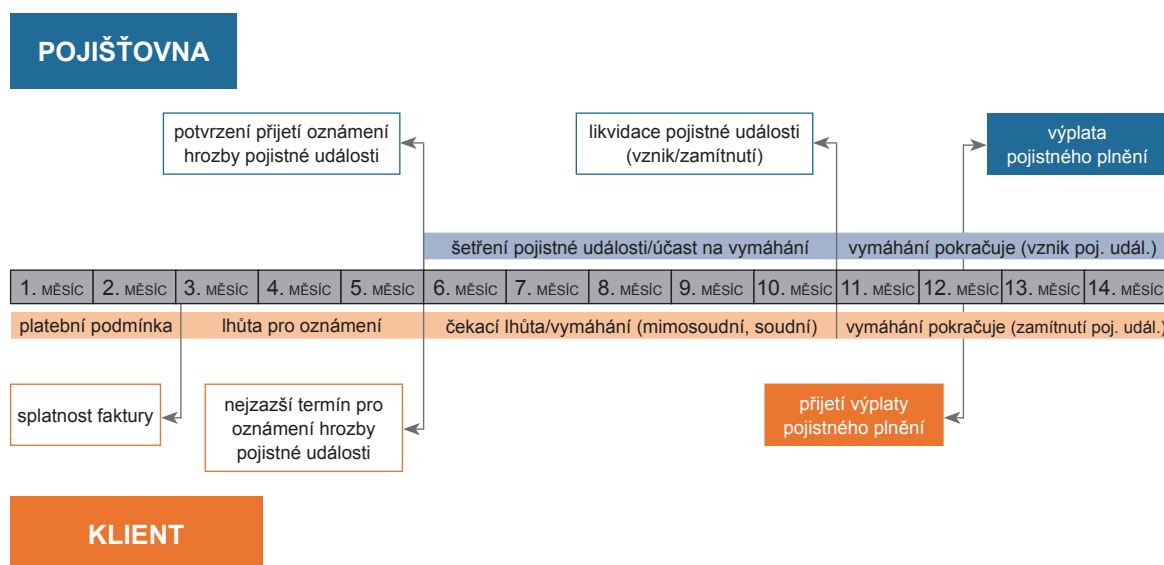 POJIŠŤOVNA
potvrzení přijetí oznámení
hrozby pojistné události
likvidace pojistné události
(vznik/zamítnutí)
výplata
pojistného plnění
šetření pojistné události/účast na vymáhání
vymáhání pokračuje (vznik poj. udál.)
1. MĚSÍC
2. MĚSÍC
3. MĚSÍC
4. MĚSÍC
5. MĚSÍC
6. MĚSÍC
7. MĚSÍC
8. MĚSÍC
9. MĚSÍC
10. MĚSÍC
11. MĚSÍC
12. MĚSÍC
13. MĚSÍC
14. MĚSÍC
platební podmínka
lhůta pro oznámení
čekací lhůta/vymáhání (mimosoudní, soudní)
vymáhání pokračuje (zamítnutí poj. udál.)
splatnost faktury
nejzazší termín pro
oznámení hrozby
pojistné události
přijetí výplaty
pojistného plnění
KLIENT